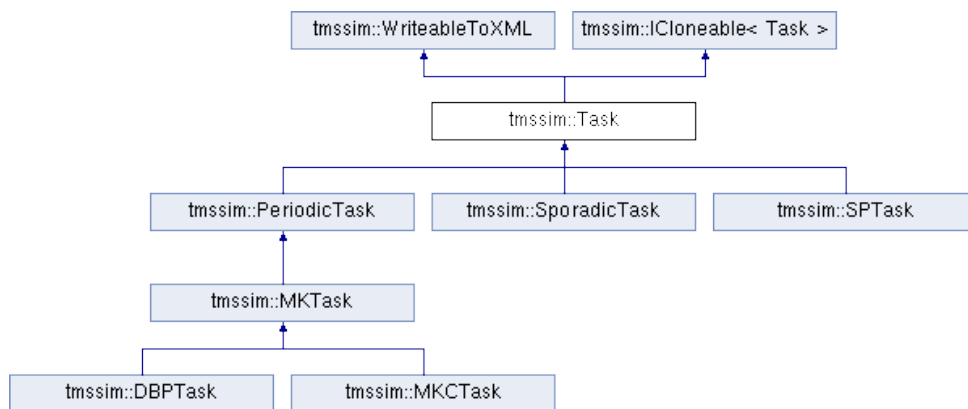 tmssim::WriteableToXML
tmssim::ICloneable< Task >
tmssim::Task
tmssim::PeriodicTask
tmssim::SporadicTask
tmssim::SPTask
tmssim::MKTask
tmssim::DBPTask
tmssim::MKCTask